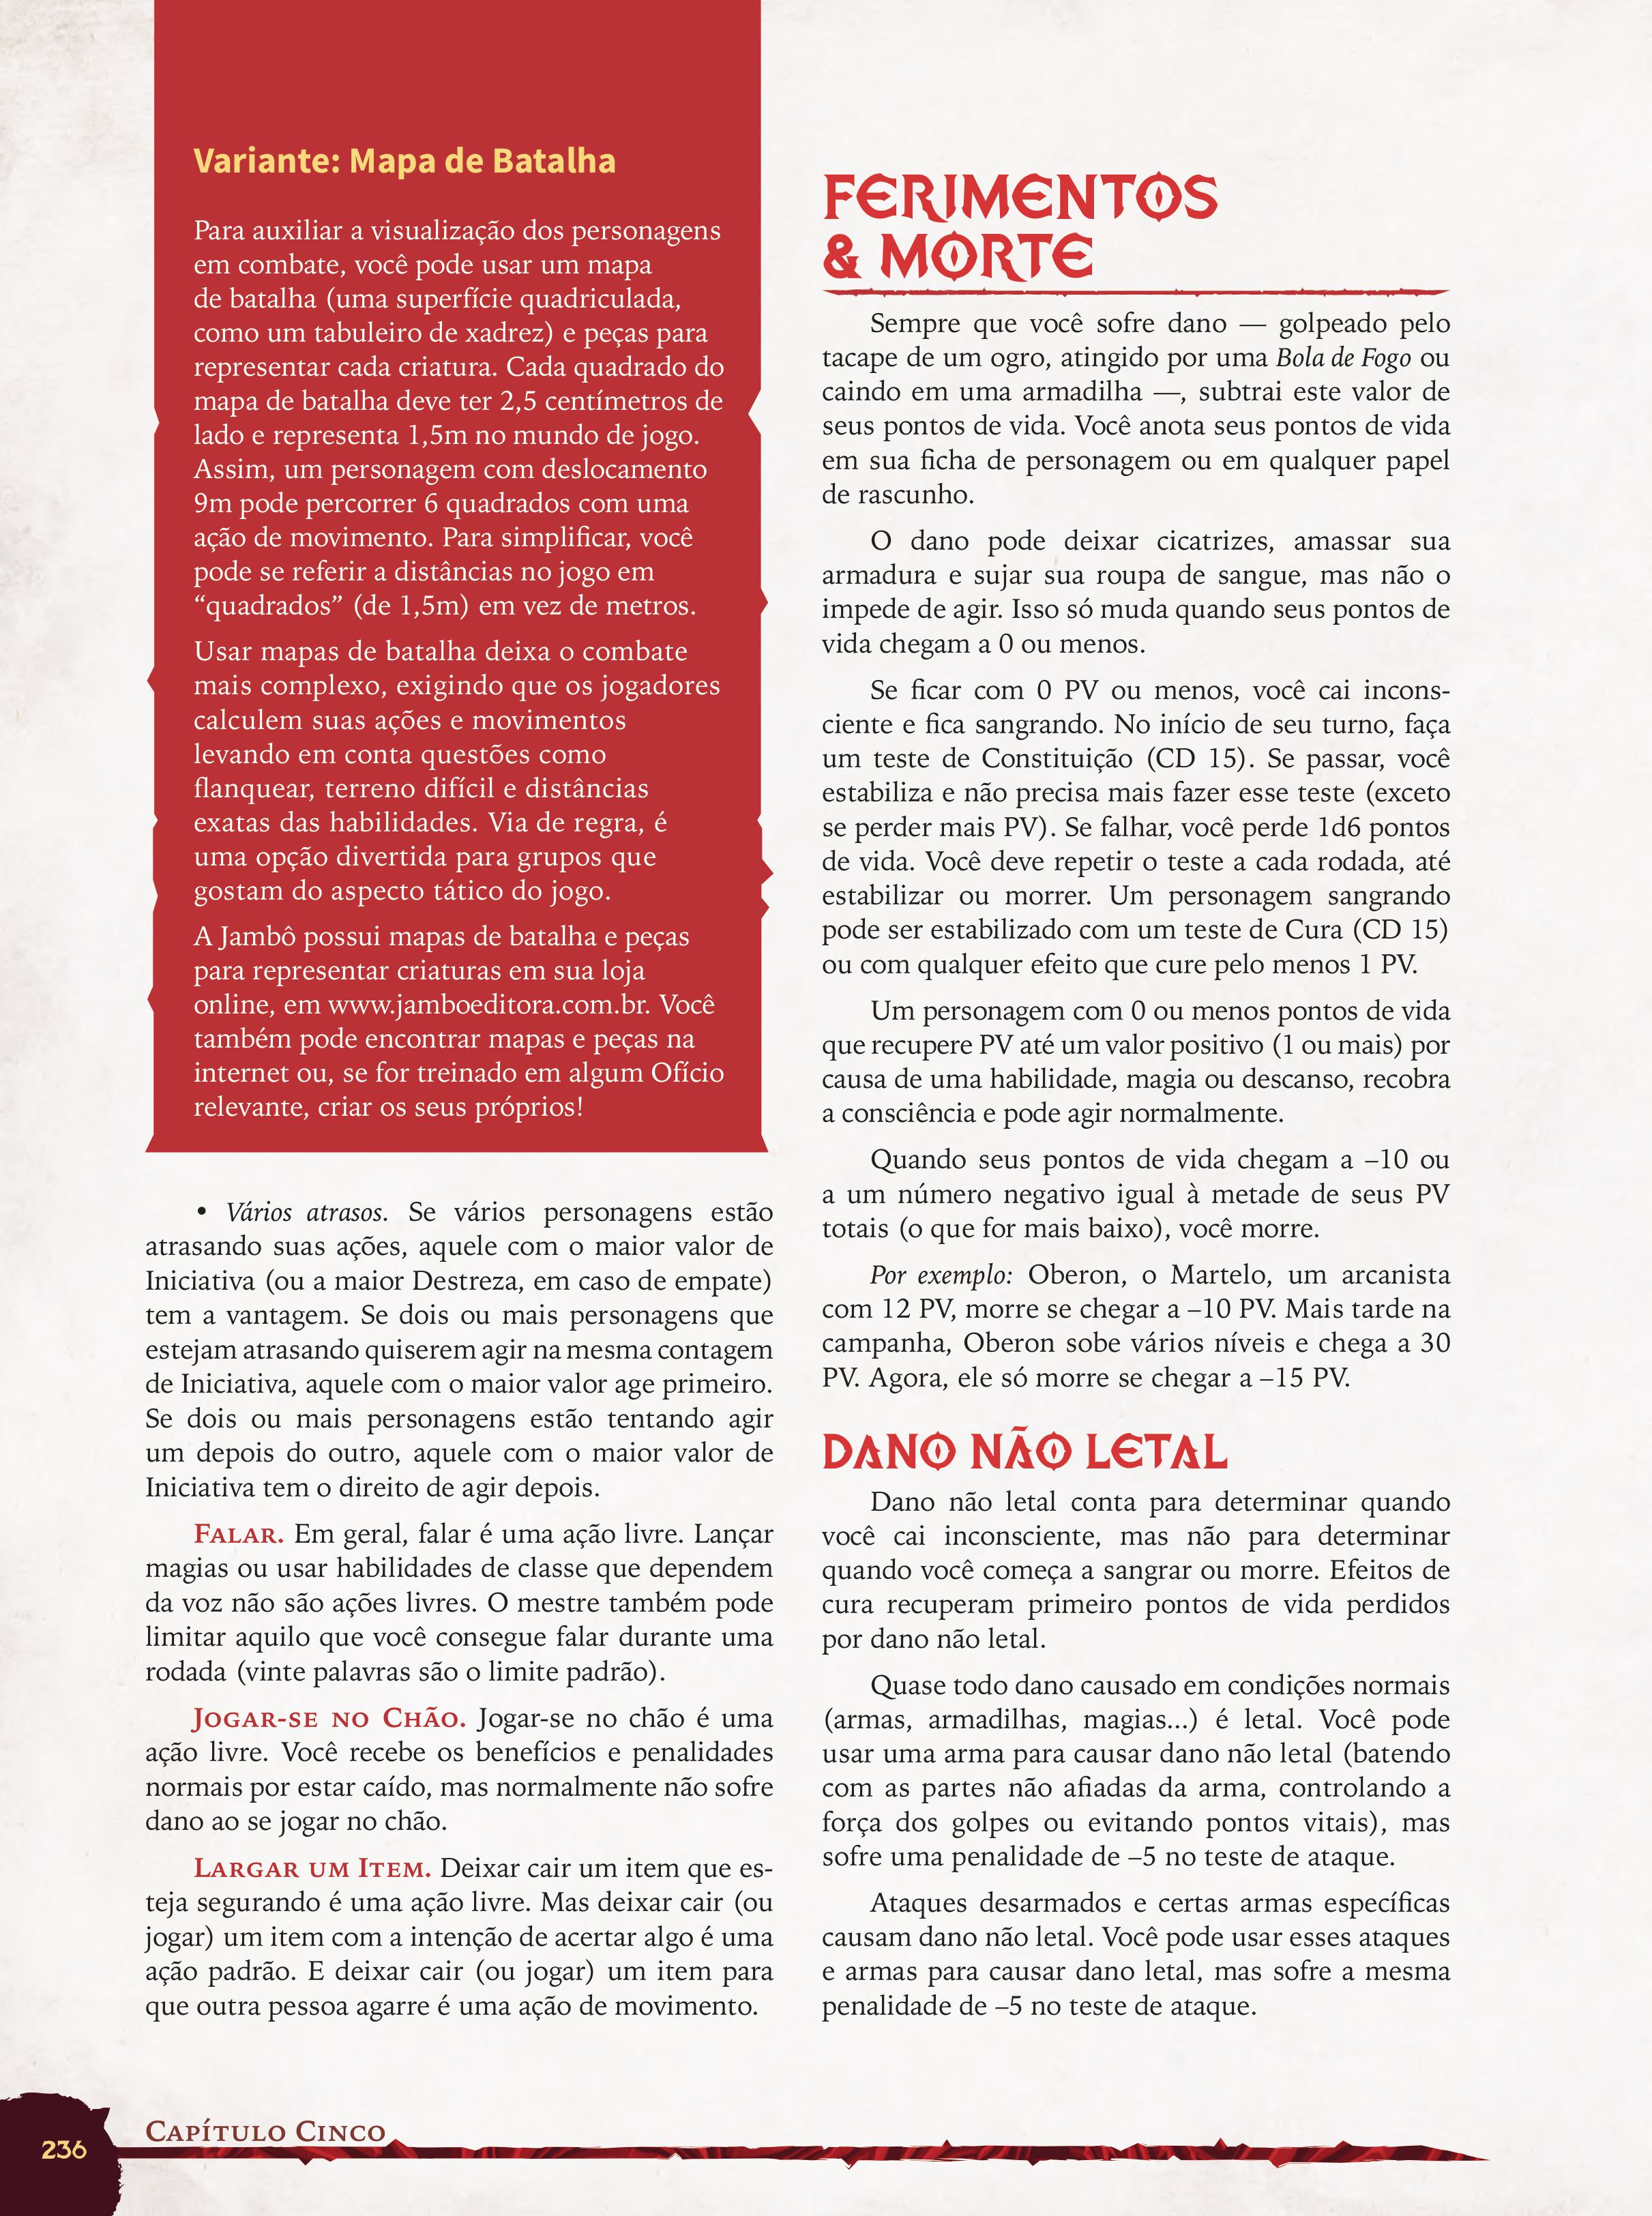 Variante: Mapa de Batalha
Para auxiliar a visualização dos personagens
em combate, você pode usar um mapa
de batalha (uma superfície quadriculada,
como um tabuleiro de xadrez) e peças para
representar cada criatura. Cada quadrado do
mapa de batalha deve ter 2,5 centímetros de
lado e representa 1,5m no mundo de jogo.
Assim, um personagem com deslocamento
9m pode percorrer 6 quadrados com uma
ação de movimento. Para simplificar, você
pode se referir a distâncias no jogo em
“quadrados” (de 1,5m) em vez de metros.
Usar mapas de batalha deixa o combate
mais complexo, exigindo que os jogadores
calculem suas ações e movimentos
levando em conta questões como
flanquear, terreno difícil e distâncias
exatas das habilidades. Via de regra, é
uma opção divertida para grupos que
gostam do aspecto tático do jogo.
A Jambô possui mapas de batalha e peças
para representar criaturas em sua loja
online, em www.jamboeditora.com.br. Você
também pode encontrar mapas e peças na
internet ou, se for treinado em algum Ofício
relevante, criar os seus próprios!
• Vários atrasos. Se vários personagens estão
atrasando suas ações, aquele com o maior valor de
Iniciativa (ou a maior Destreza, em caso de empate)
tem a vantagem. Se dois ou mais personagens que
estejam atrasando quiserem agir na mesma contagem
de Iniciativa, aquele com o maior valor age primeiro.
Se dois ou mais personagens estão tentando agir
um depois do outro, aquele com o maior valor de
Iniciativa tem o direito de agir depois.
Falar. Em geral, falar é uma ação livre. Lançar
magias ou usar habilidades de classe que dependem
da voz não são ações livres. O mestre também pode
limitar aquilo que você consegue falar durante uma
rodada (vinte palavras são o limite padrão).
Jogar-se no Chão. Jogar-se no chão é uma
ação livre. Você recebe os benefícios e penalidades
normais por estar caído, mas normalmente não sofre
dano ao se jogar no chão.
Largar um Item. Deixar cair um item que es-
teja segurando é uma ação livre. Mas deixar cair (ou
jogar) um item com a intenção de acertar algo é uma
ação padrão. E deixar cair (ou jogar) um item para
que outra pessoa agarre é uma ação de movimento.
FERIMENTOS
& MORTE
Sempre que você sofre dano — golpeado pelo
tacape de um ogro, atingido por uma Bola de Fogo ou
caindo em uma armadilha —, subtrai este valor de
seus pontos de vida. Você anota seus pontos de vida
em sua ficha de personagem ou em qualquer papel
de rascunho.
O dano pode deixar cicatrizes, amassar sua
armadura e sujar sua roupa de sangue, mas não o
impede de agir. Isso só muda quando seus pontos de
vida chegam a 0 ou menos.
Se ficar com 0 PV ou menos, você cai incons-
ciente e fica sangrando. No início de seu turno, faça
um teste de Constituição (CD 15). Se passar, você
estabiliza e não precisa mais fazer esse teste (exceto
se perder mais PV). Se falhar, você perde 1d6 pontos
de vida. Você deve repetir o teste a cada rodada, até
estabilizar ou morrer. Um personagem sangrando
pode ser estabilizado com um teste de Cura (CD 15)
ou com qualquer efeito que cure pelo menos 1 PV.
Um personagem com 0 ou menos pontos de vida
que recupere PV até um valor positivo (1 ou mais) por
causa de uma habilidade, magia ou descanso, recobra
a consciência e pode agir normalmente.
Quando seus pontos de vida chegam a –10 ou
a um número negativo igual à metade de seus PV
totais (o que for mais baixo), você morre.
Por exemplo: Oberon, o Martelo, um arcanista
com 12 PV, morre se chegar a –10 PV. Mais tarde na
campanha, Oberon sobe vários níveis e chega a 30
PV. Agora, ele só morre se chegar a –15 PV.
DANO NÃO LETAL
Dano não letal conta para determinar quando
você cai inconsciente, mas não para determinar
quando você começa a sangrar ou morre. Efeitos de
cura recuperam primeiro pontos de vida perdidos
por dano não letal.
Quase todo dano causado em condições normais
(armas, armadilhas, magias...) é letal. Você pode
usar uma arma para causar dano não letal (batendo
com as partes não afiadas da arma, controlando a
força dos golpes ou evitando pontos vitais), mas
sofre uma penalidade de –5 no teste de ataque.
Ataques desarmados e certas armas específicas
causam dano não letal. Você pode usar esses ataques
e armas para causar dano letal, mas sofre a mesma
penalidade de –5 no teste de ataque.
Capítulo Cinco
236